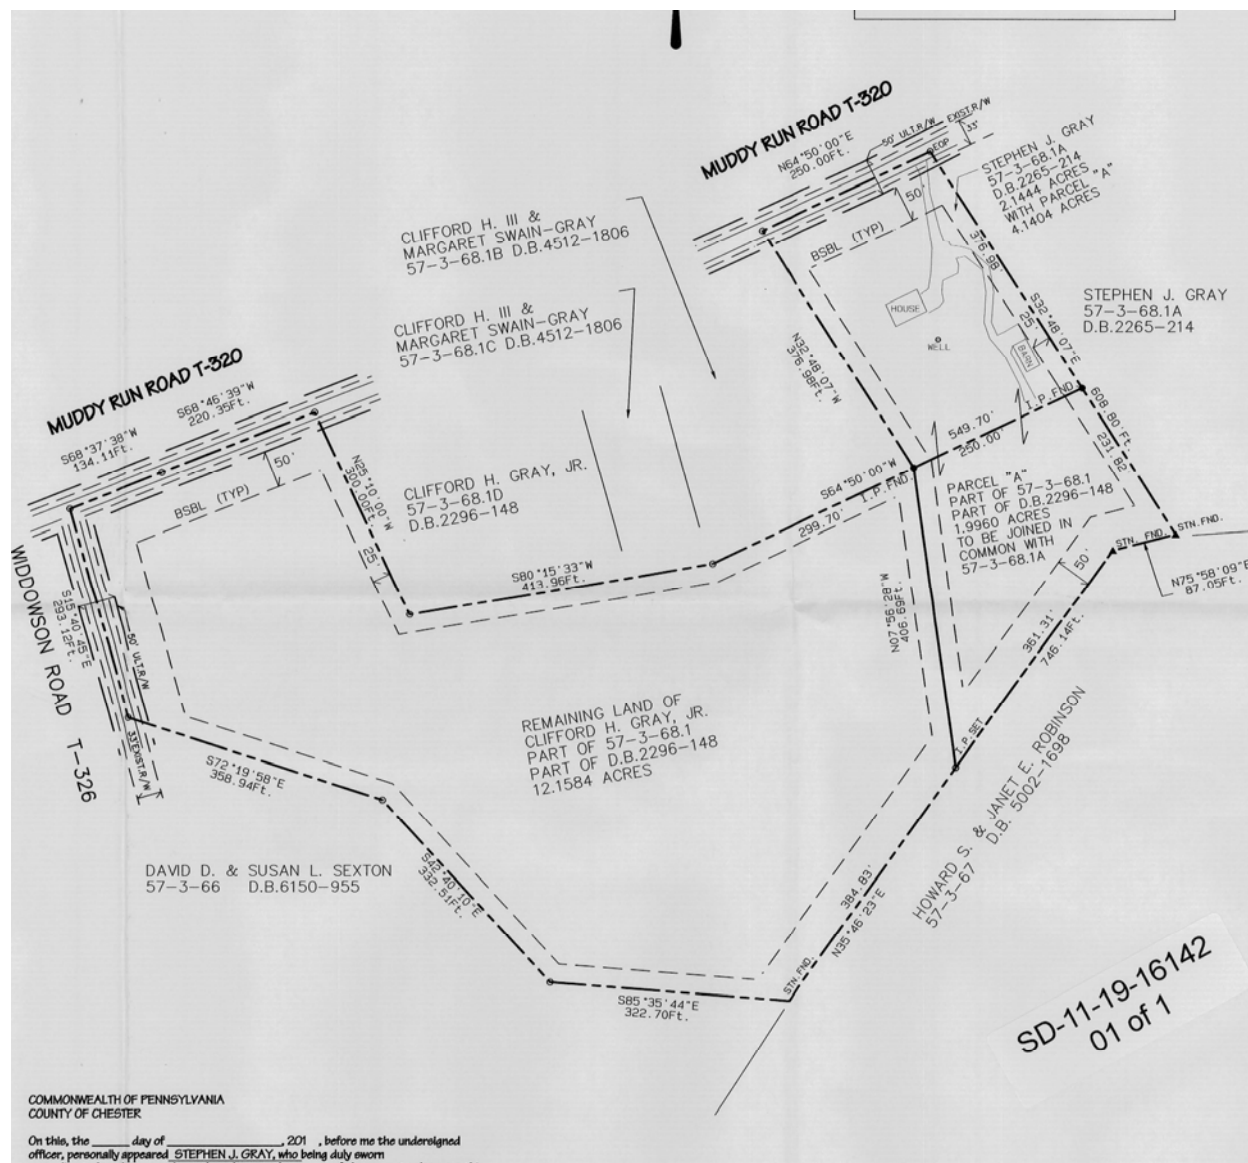 MUDDY RUN ROAD T-320
N64°50'00"E
250.00Ft.
50' ULT.R/W
EXIST.R/W
33'
EOP
50'
BSBL (TYP)
STEPHEN J. GRAY
57-3-68.1A
D.B.2265-214
2.1444 ACRES
WITH PARCEL "A"
4.1404 ACRES
CLIFFORD H. III &
MARGARET SWAIN-GRAY
57-3-68.1B D.B.4512-1806
376.98'
S32°48'07"E
25'
STEPHEN J. GRAY
57-3-68.1A
D.B.2265-214
HOUSE
WELL
BARN
N32°48'07"W
376.98Ft.
CLIFFORD H. III &
MARGARET SWAIN-GRAY
57-3-68.1C D.B.4512-1806
MUDDY RUN ROAD T-320
S68°46'39"W
220.35Ft.
S68°37'38"W
134.11Ft.
50'
BSBL (TYP)
N25°10'00"W
300.00Ft.
25'
CLIFFORD H. GRAY, JR.
57-3-68.1D
D.B.2296-148
549.70'
250.00'
I.P.FND.
608.80'Ft.
231.82
S64°50'00"W
I.P.FND.
299.70'
PARCEL "A"
PART OF 57-3-68.1
PART OF D.B.2296-148
1.9960 ACRES
TO BE JOINED IN
COMMON WITH
57-3-68.1A
STN. FND.
STN.FND.
50'
N75°58'09"E
87.05Ft.
S80°15'33"W
413.96Ft.
N07°56'28"W
406.69Ft.
WIDDOWSON ROAD T-326
S15°40'45"E
293.12Ft.
50' ULT.R/W
33'EXIST.R/W
361.31'
746.14Ft.
REMAINING LAND OF
CLIFFORD H. GRAY, JR.
PART OF 57-3-68.1
PART OF D.B.2296-148
12.1584 ACRES
I.P.SET
S72°19'58"E
358.94Ft.
HOWARD S. & JANET E. ROBINSON
57-3-67 D.B. 5002-1698
DAVID D. & SUSAN L. SEXTON
57-3-66 D.B.6150-955
S42°40'10"E
332.51Ft.
384.83'
N35°46'23"E
STN.FND.
S85°35'44"E
322.70Ft.
SD-11-19-16142
01 of 1
COMMONWEALTH OF PENNSYLVANIA
COUNTY OF CHESTER
On this, the ______ day of ______________, 201 , before me the undersigned
officer, personally appeared STEPHEN J. GRAY, who being duly sworn